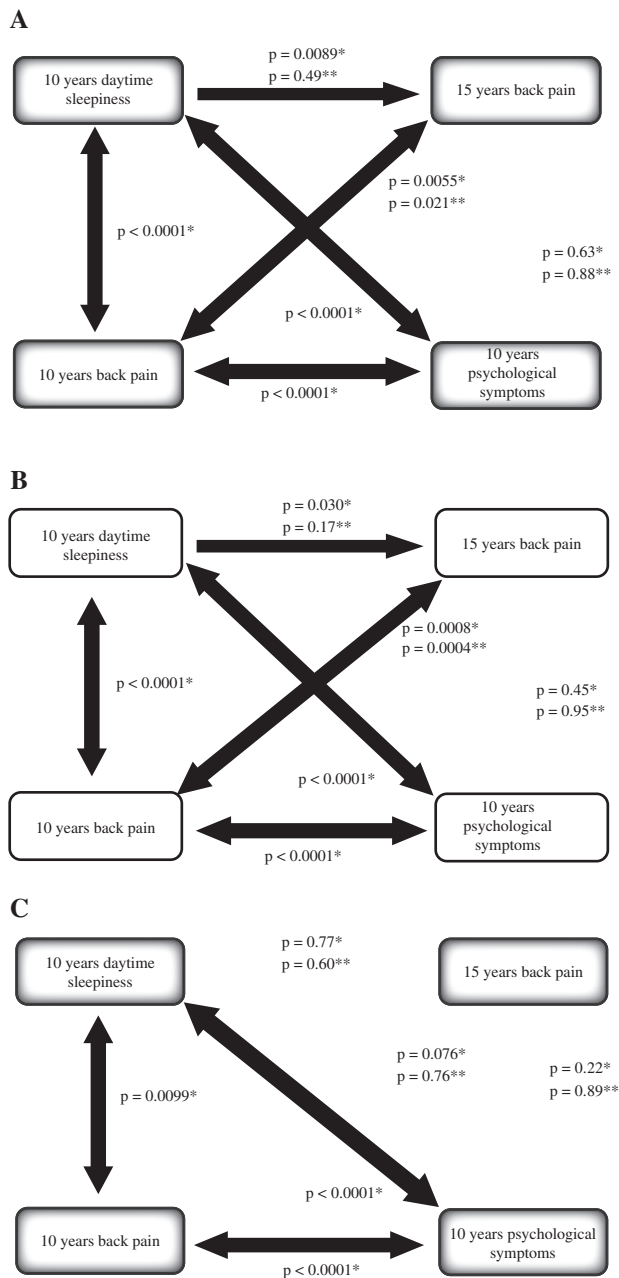 A
p = 0.0089*
p = 0.49**
10 years daytime
sleepiness
15 years back pain
p = 0.0055*
p = 0.021**
p < 0.0001*
p = 0.63*
p = 0.88**
p < 0.0001*
10 years back pain
10 years
psychological
symptoms
p < 0.0001*
B
p = 0.030*
p = 0.17**
10 years daytime
sleepiness
15 years back pain
p = 0.0008*
p = 0.0004**
p < 0.0001*
p = 0.45*
p = 0.95**
p < 0.0001*
10 years back pain
10 years
psychological
symptoms
p < 0.0001*
C
p = 0.77*
p = 0.60**
10 years daytime
sleepiness
15 years back pain
p = 0.076*
p = 0.76**
p = 0.22*
p = 0.89**
p = 0.0099*
p < 0.0001*
10 years back pain
10 years psychological
symptoms
p < 0.0001*